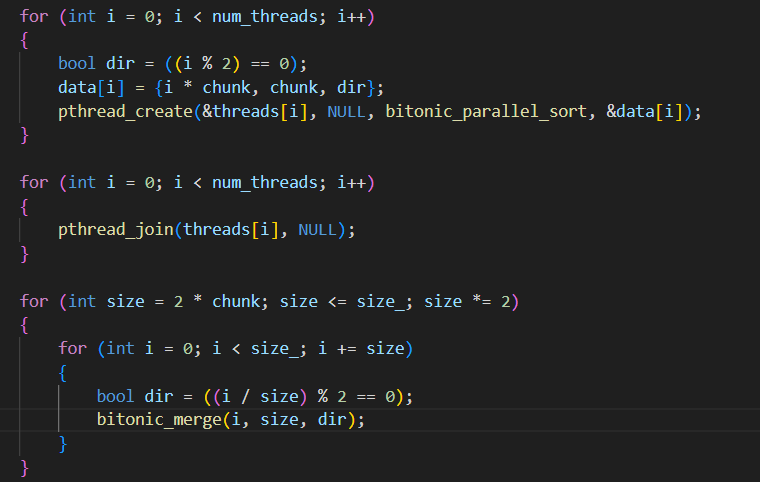 for (int i = 0; i < num_threads; i++)
{
    bool dir = ((i % 2) == 0);
    data[i] = {i * chunk, chunk, dir};
    pthread_create(&threads[i], NULL, bitonic_parallel_sort, &data[i]);
}

for (int i = 0; i < num_threads; i++)
{
    pthread_join(threads[i], NULL);
}

for (int size = 2 * chunk; size <= size_; size *= 2)
{
    for (int i = 0; i < size_; i += size)
    {
        bool dir = ((i / size) % 2 == 0);
        bitonic_merge(i, size, dir);
    }
}